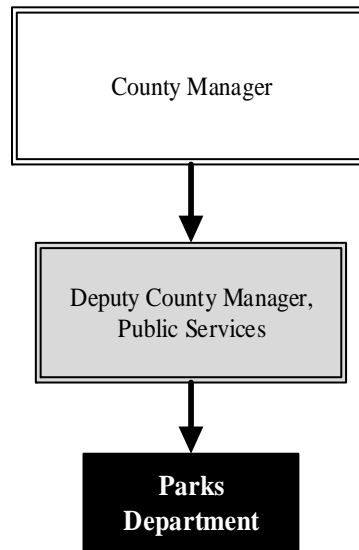 County Manager
Deputy County Manager,
Public Services
Parks
Department